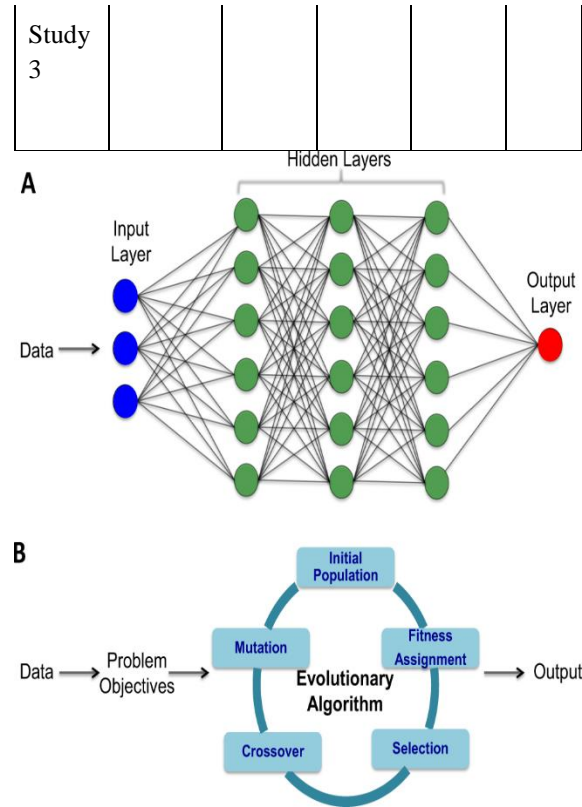 Study
3
Hidden Layers
A
Input
Layer
Output
Layer
Data
B
Initial
Population
Mutation
Fitness
Assignment
Data
Problem
Objectives
Evolutionary
Algorithm
Output
Crossover
Selection